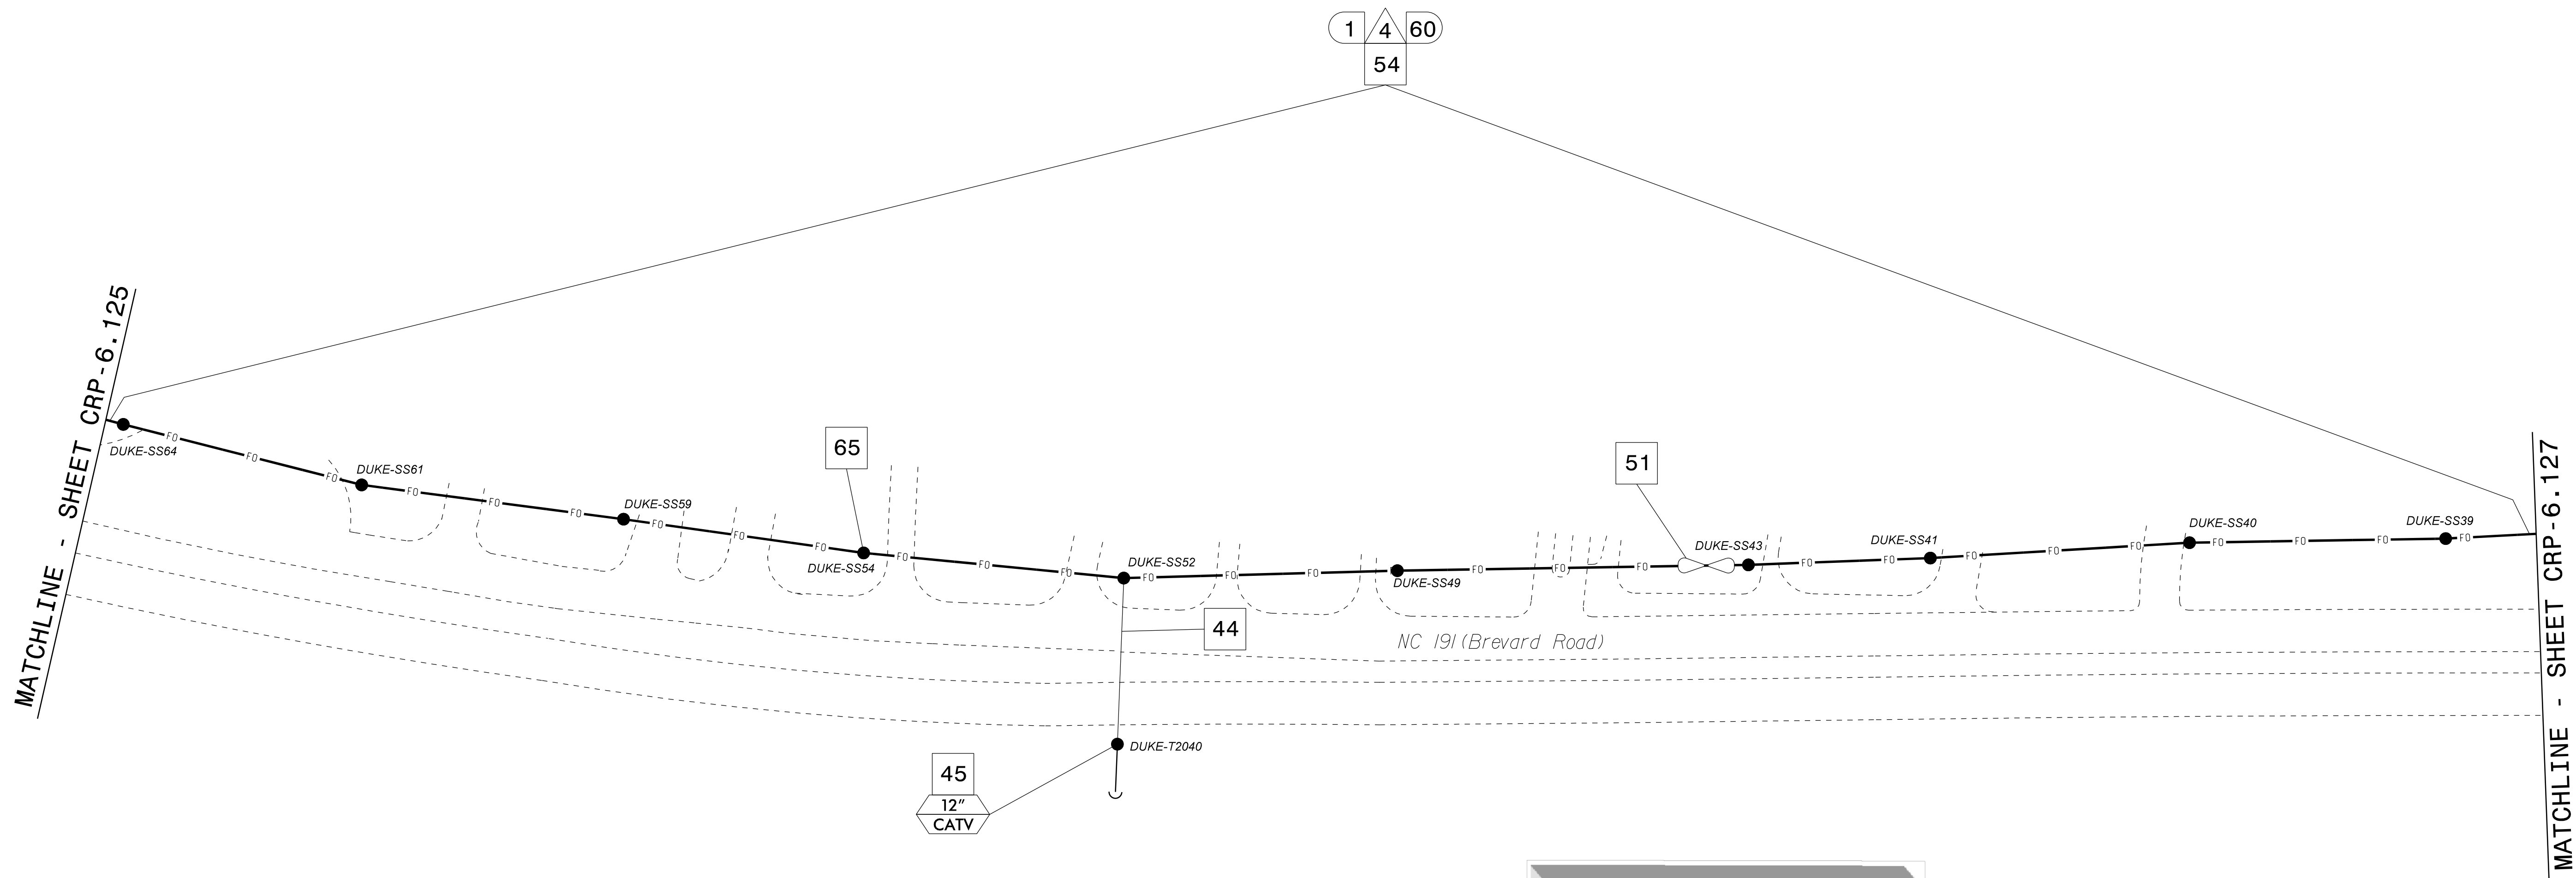 1 4 60
54
MATCHLINE - SHEET CRP-6.125
DUKE-SS64
FO
FO
FO
DUKE-SS61
FO
FO
FO
DUKE-SS59
FO
FO
FO
65
DUKE-SS54
FO
FO
FO
DUKE-SS52
FO
FO
FO
DUKE-SS49
FO
FO
FO
51
DUKE-SS43
FO
FO
DUKE-SS41
FO
FO
FO
DUKE-SS40
FO
FO
FO
DUKE-SS39
FO
MATCHLINE - SHEET CRP-6.127
44
NC 191 (Brevard Road)
DUKE-T2040
45
12"
CATV